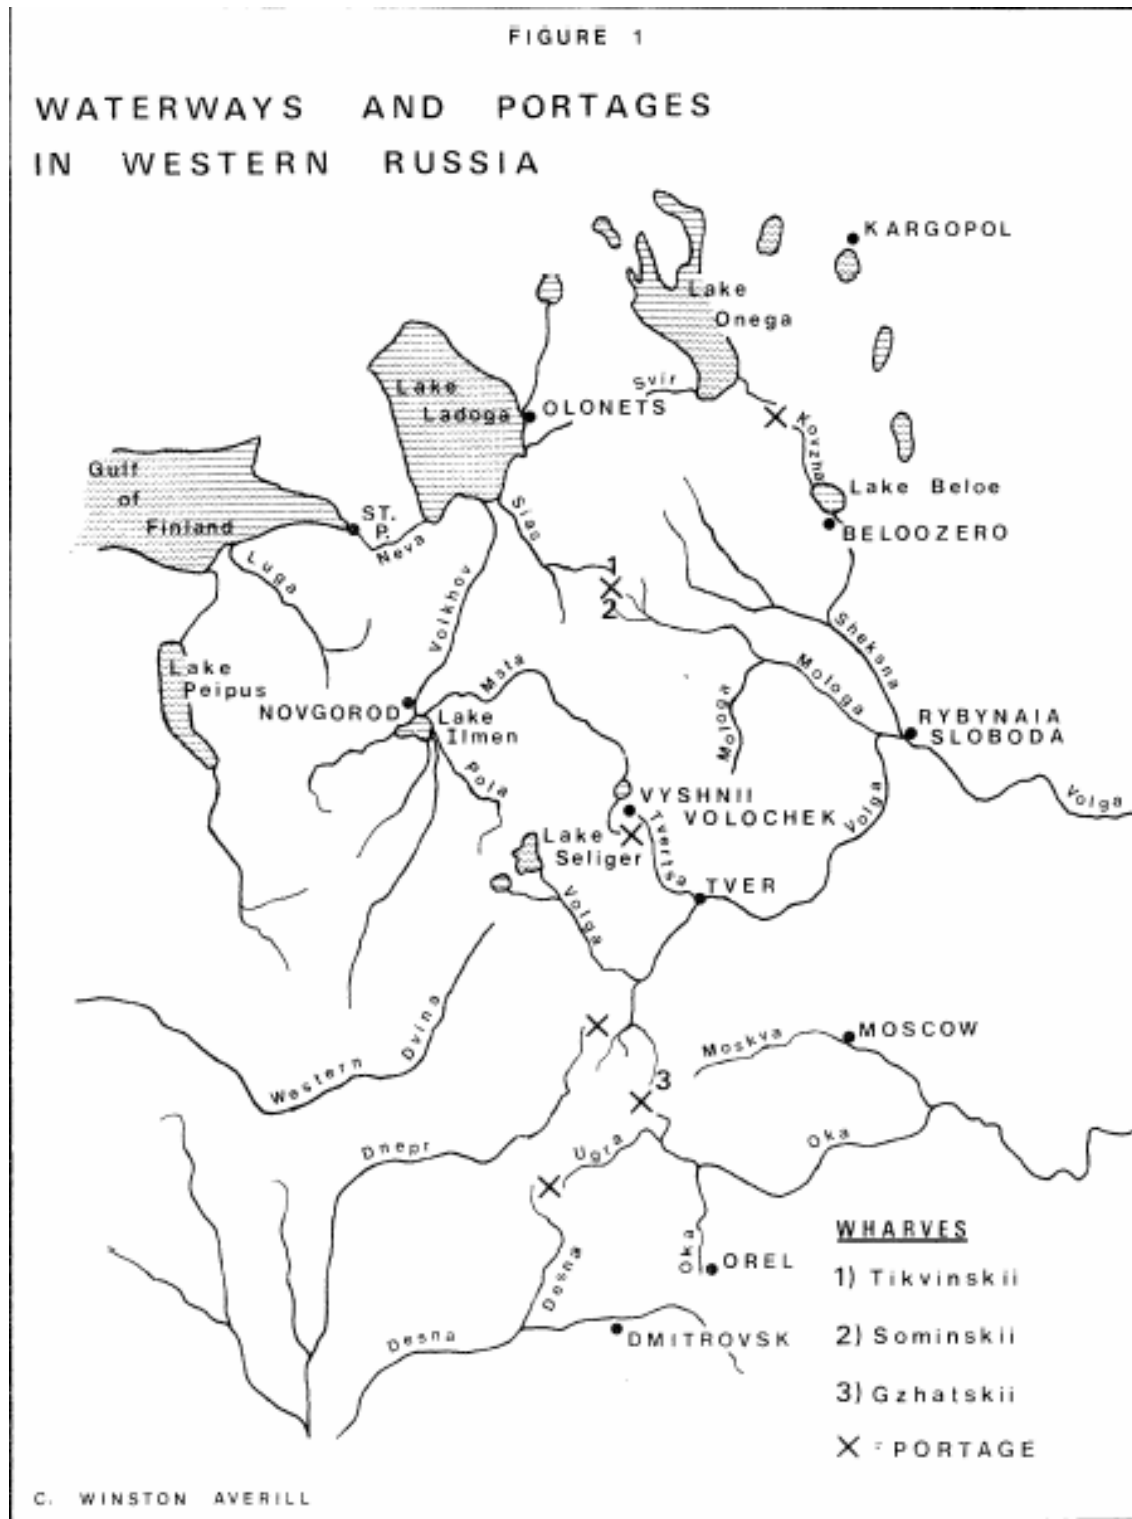 FIGURE 1
WATERWAYS AND PORTAGES
IN WESTERN RUSSIA
KARGOPOL
Lake
Onega
Lake
Ladoga
Svir
OLONETS
Kovzha
Gulf
of
Finland
ST.
P.
Neva
Sias
Lake Beloe
BELOOZERO
Luga
Volkhov
1
2
Sheksna
Lake
Peipus
Msta
Mologa
Mologa
NOVGOROD
Lake
Ilmen
RYBYNAIA
SLOBODA
Pola
VYSHNII
VOLOCHEK
Volga
Volga
Lake
Seliger
Tvertsa
TVER
Volga
Western Dvina
Moskva
MOSCOW
3
Dnepr
Ugra
Oka
Desna
Oka
OREL
Desna
DMITROVSK
WHARVES
1) Tikvinskii
2) Sominskii
3) Gzhatskii
X = PORTAGE
C. WINSTON AVERILL